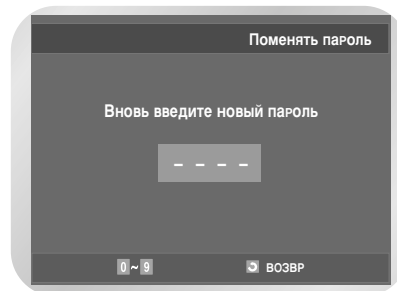 Поменять пароль
Вновь введите новый пароль
– – – –
0 ~ 9 ВОЗВР